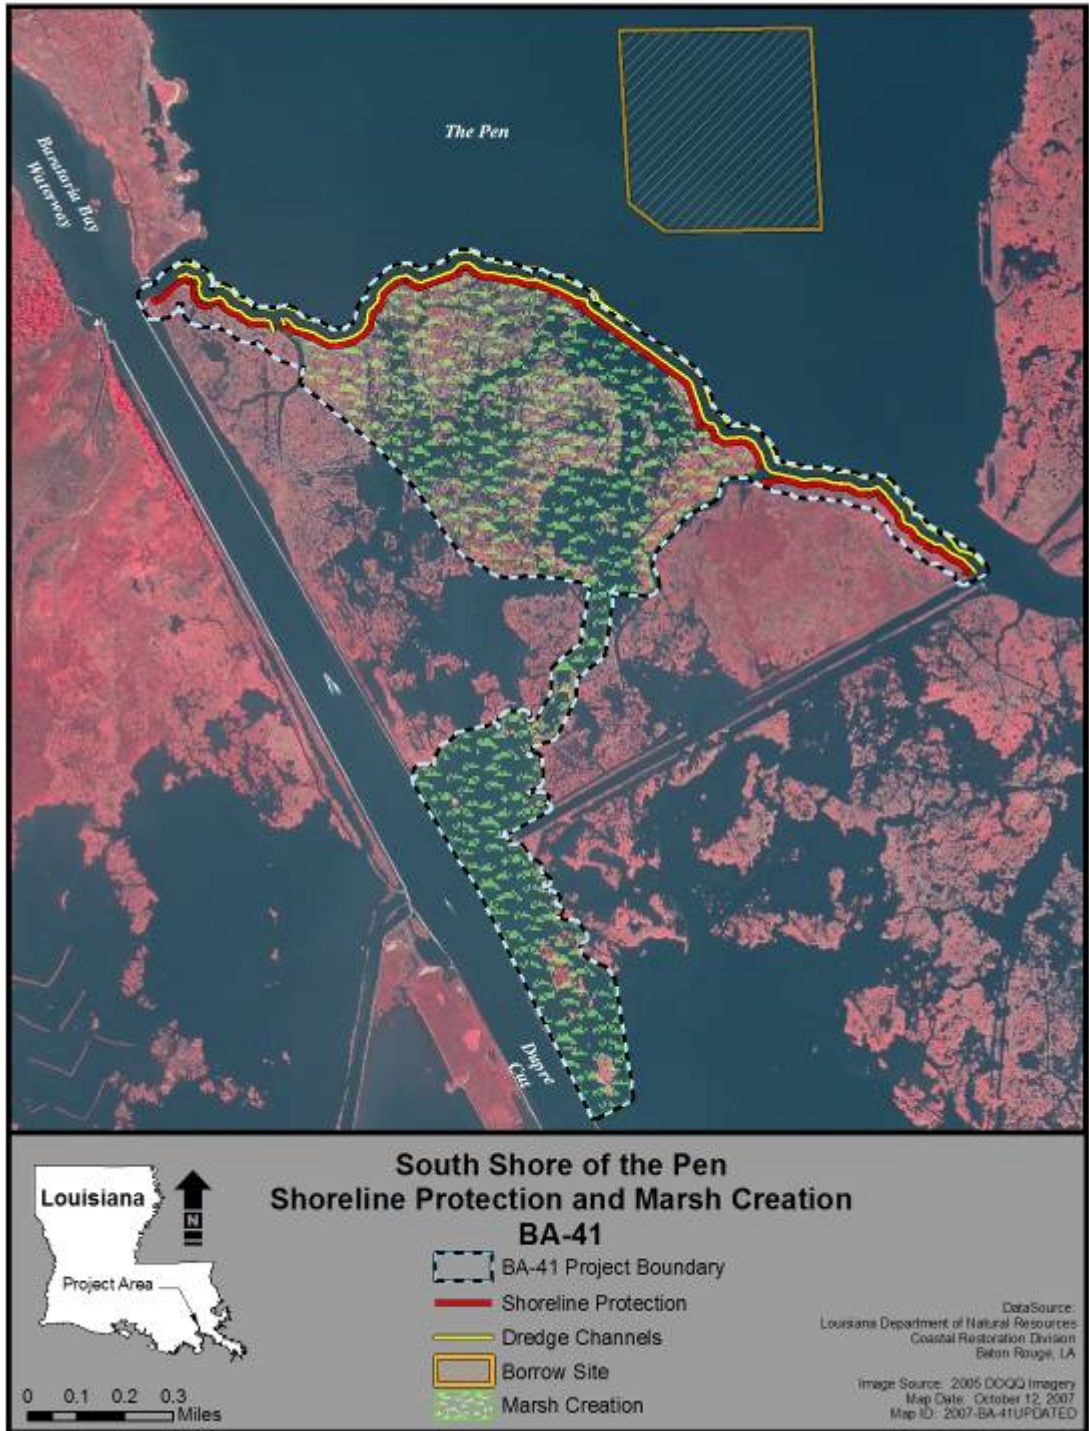 The Pen
Barataria Bay
Waterway
Dupre
Cut
South Shore of the Pen
Shoreline Protection and Marsh Creation
BA-41
Louisiana
N
Project Area
0 0.1 0.2 0.3
Miles
BA-41 Project Boundary
Shoreline Protection
Dredge Channels
Borrow Site
Marsh Creation
DataSource:
Louisiana Department of Natural Resources
Coastal Restoration Division
Baton Rouge, LA
Image Source: 2005 DOQQ Imagery
Map Date: October 12, 2007
Map ID: 2007-BA-41UPDATED